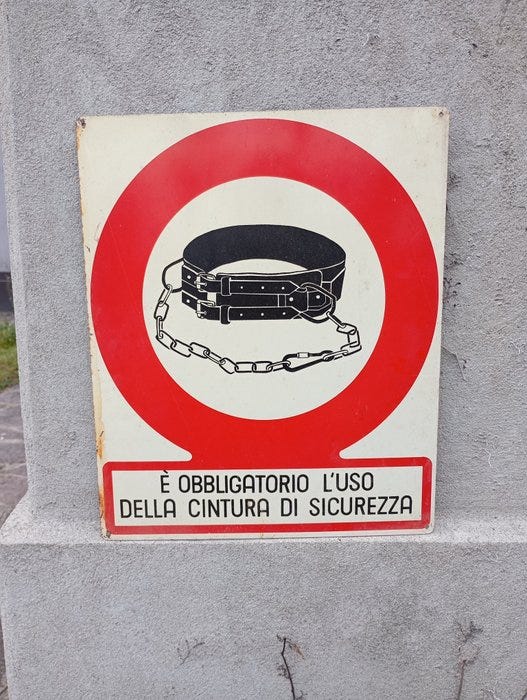 È OBBLIGATORIO L'USO
DELLA CINTURA DI SICUREZZA